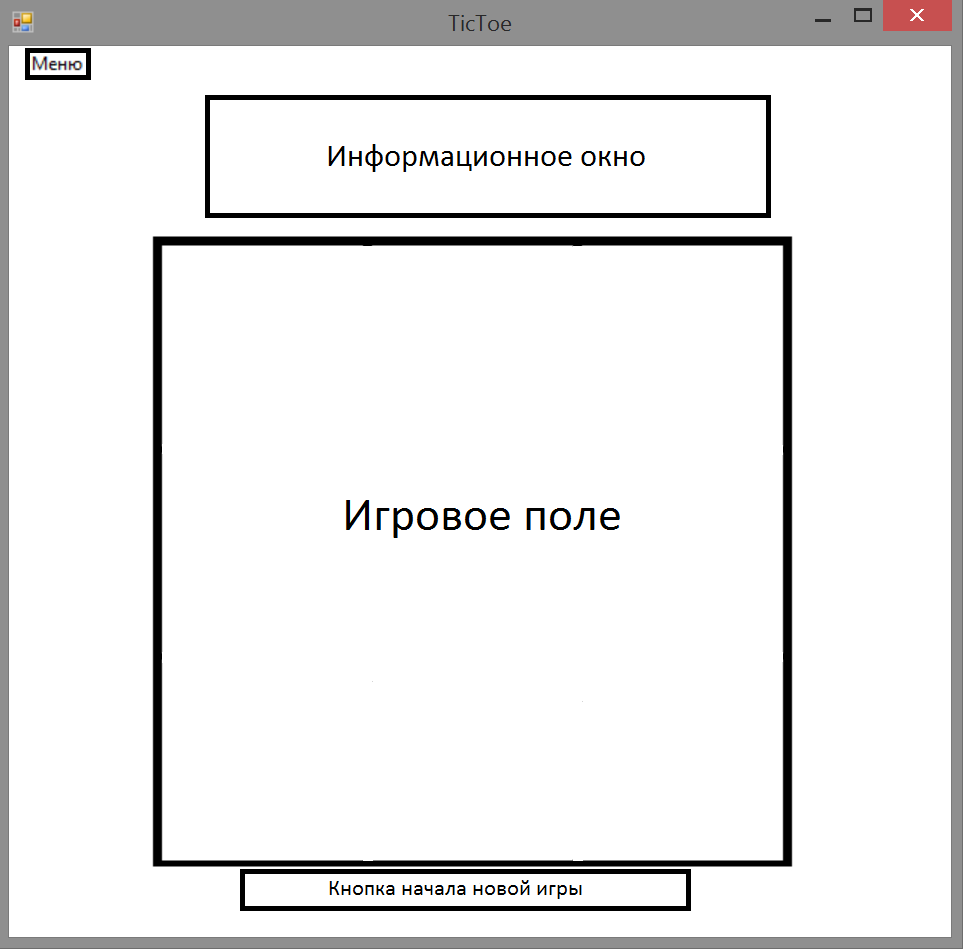 TicToe
Меню
Информационное окно
Игровое поле
Кнопка начала новой игры